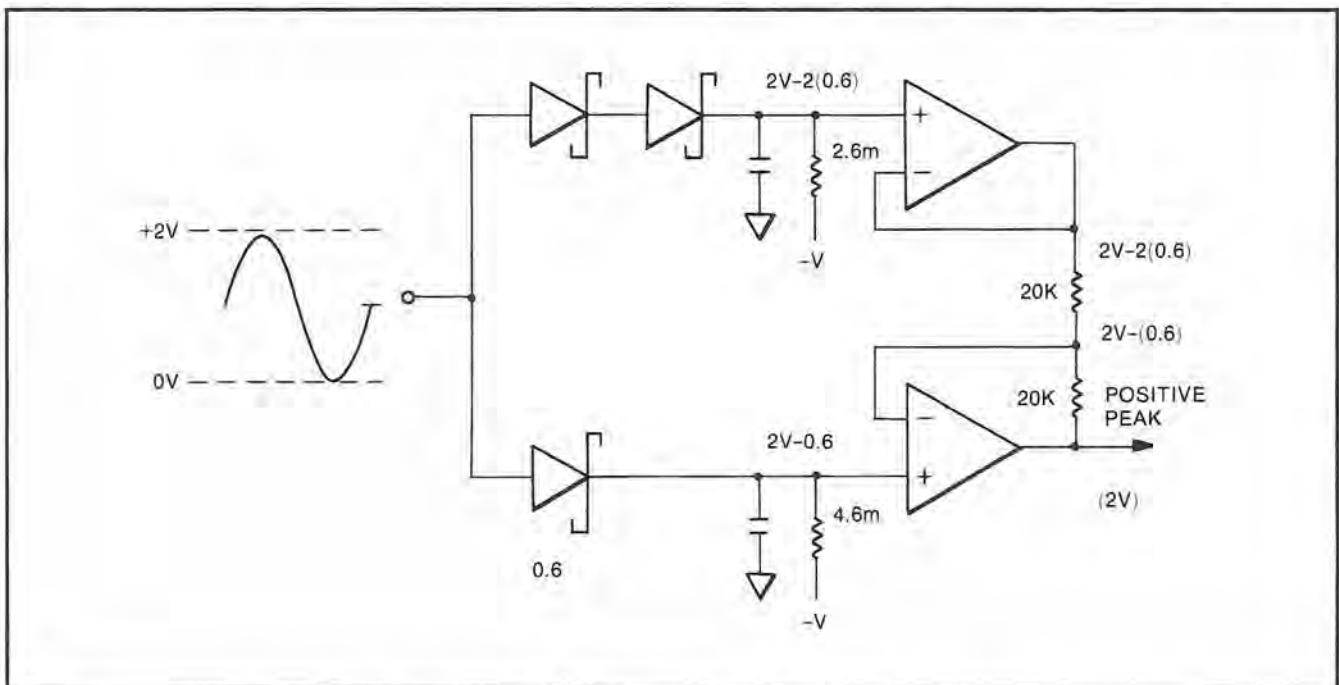 2V-2(0.6)
+
2.6m
−
+2V
-V
2V-2(0.6)
20K
2V-(0.6)
0V
20K
POSITIVE
PEAK
−
2V-0.6
+
4.6m
(2V)
0.6
-V